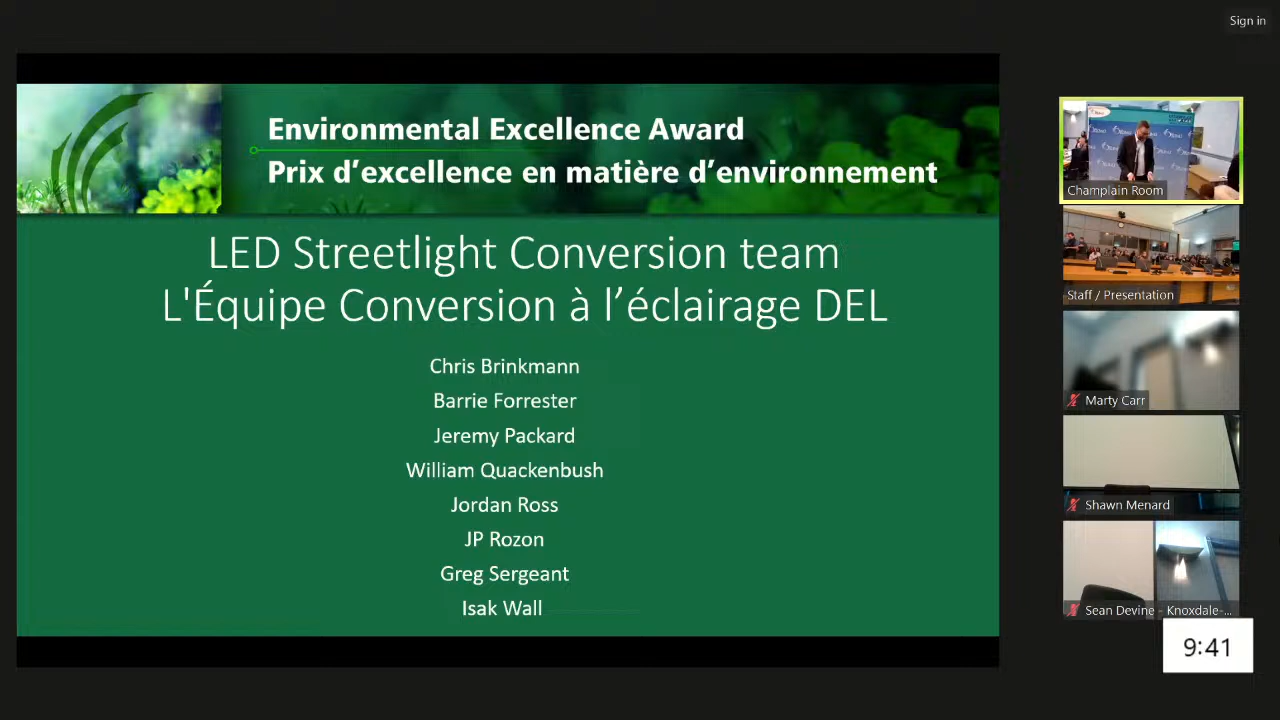 Sign in
Environmental Excellence Award
Prix d’excellence en matière d’environnement
LED Streetlight Conversion team
L'Équipe Conversion à l’éclairage DEL
Chris Brinkmann
Barrie Forrester
Jeremy Packard
William Quackenbush
Jordan Ross
JP Rozon
Greg Sergeant
Isak Wall
Champlain Room
Staff / Presentation
Marty Carr
Shawn Menard
Sean Devine - Knoxdale-...
9:41